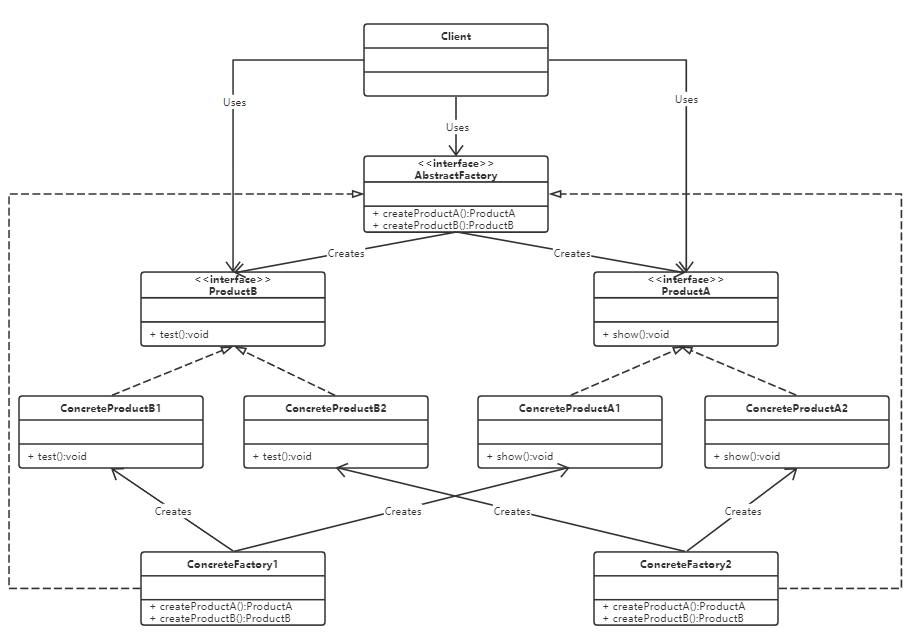 Client
Uses
Uses
Uses
<<interface>>
AbstractFactory
+ createProductA():ProductA
+ createProductB():ProductB
Creates
Creates
<<interface>>
ProductB
+ test():void
<<interface>>
ProductA
+ show():void
ConcreteProductB1
+ test():void
ConcreteProductB2
+ test():void
ConcreteProductA1
+ show():void
ConcreteProductA2
+ show():void
Creates
Creates
Creates
Creates
ConcreteFactory1
+ createProductA():ProductA
+ createProductB():ProductB
ConcreteFactory2
+ createProductA():ProductA
+ createProductB():ProductB